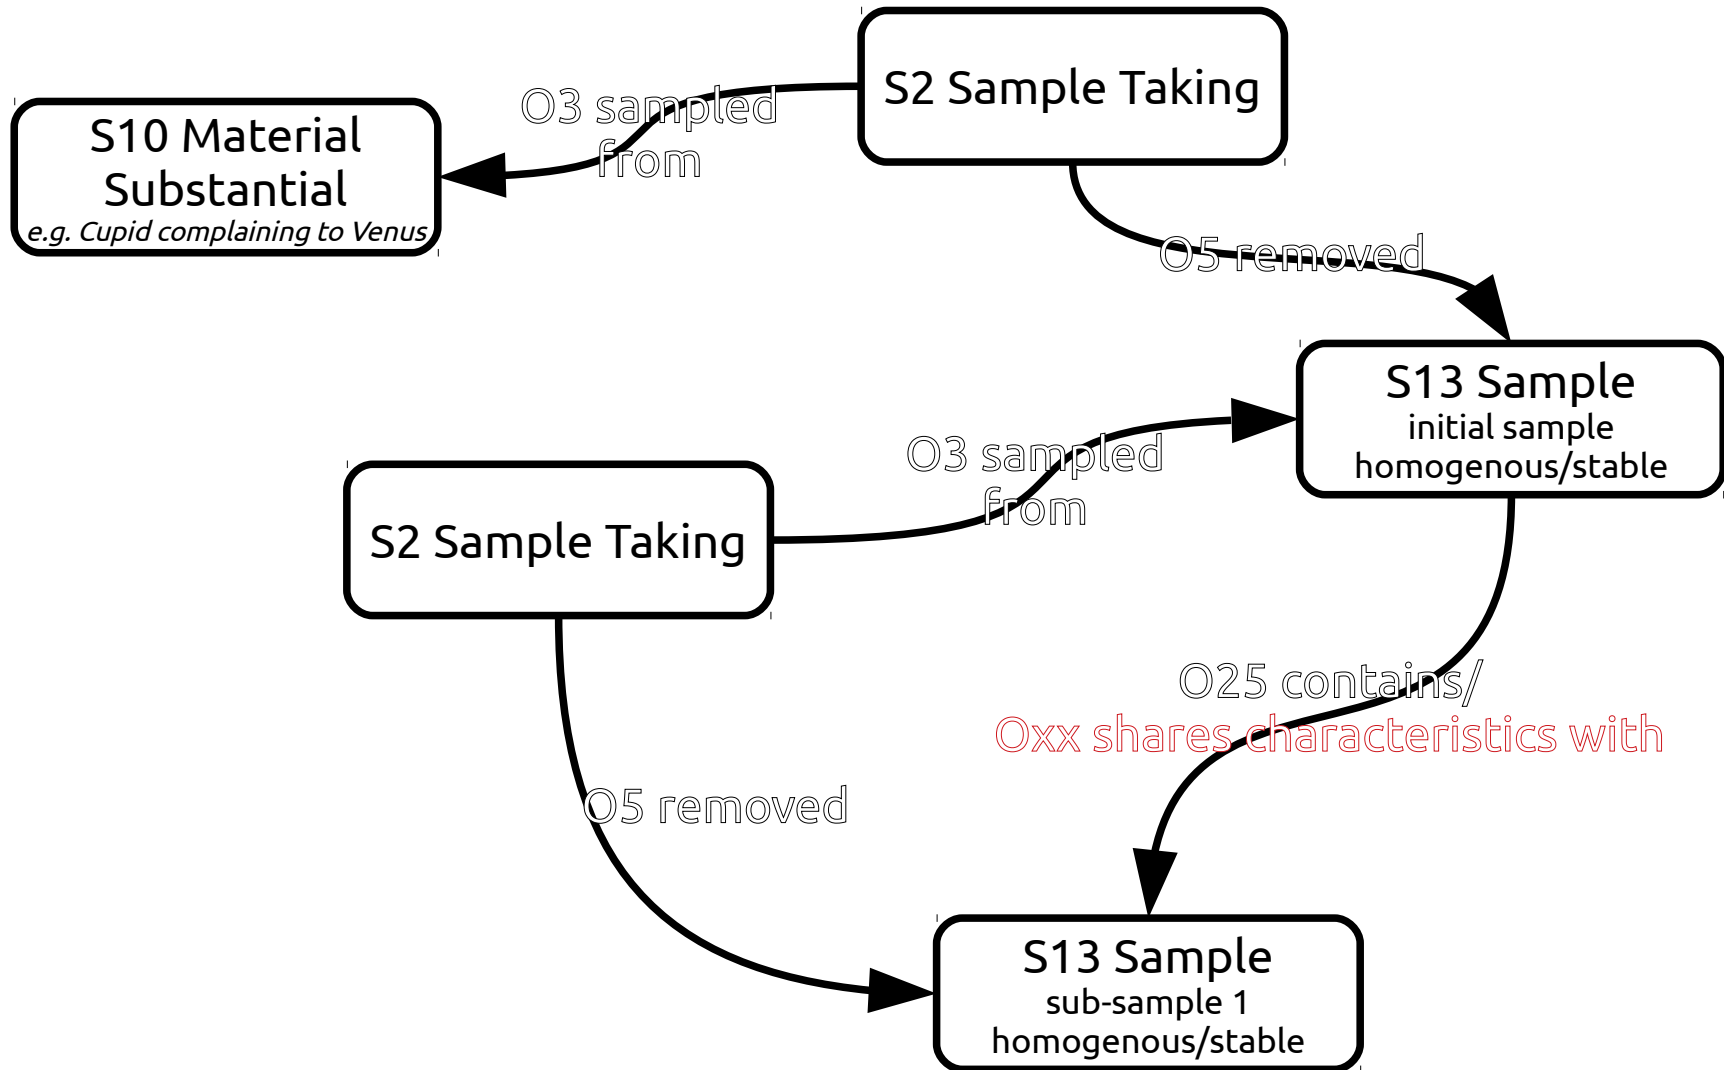 S2 Sample Taking
O3 sampled
from
S10 Material
Substantial
e.g. Cupid complaining to Venus
O5 removed
S13 Sample
initial sample
homogenous/stable
O3 sampled
from
S2 Sample Taking
O25 contains/
Oxx shares characteristics with
O5 removed
S13 Sample
sub-sample 1
homogenous/stable